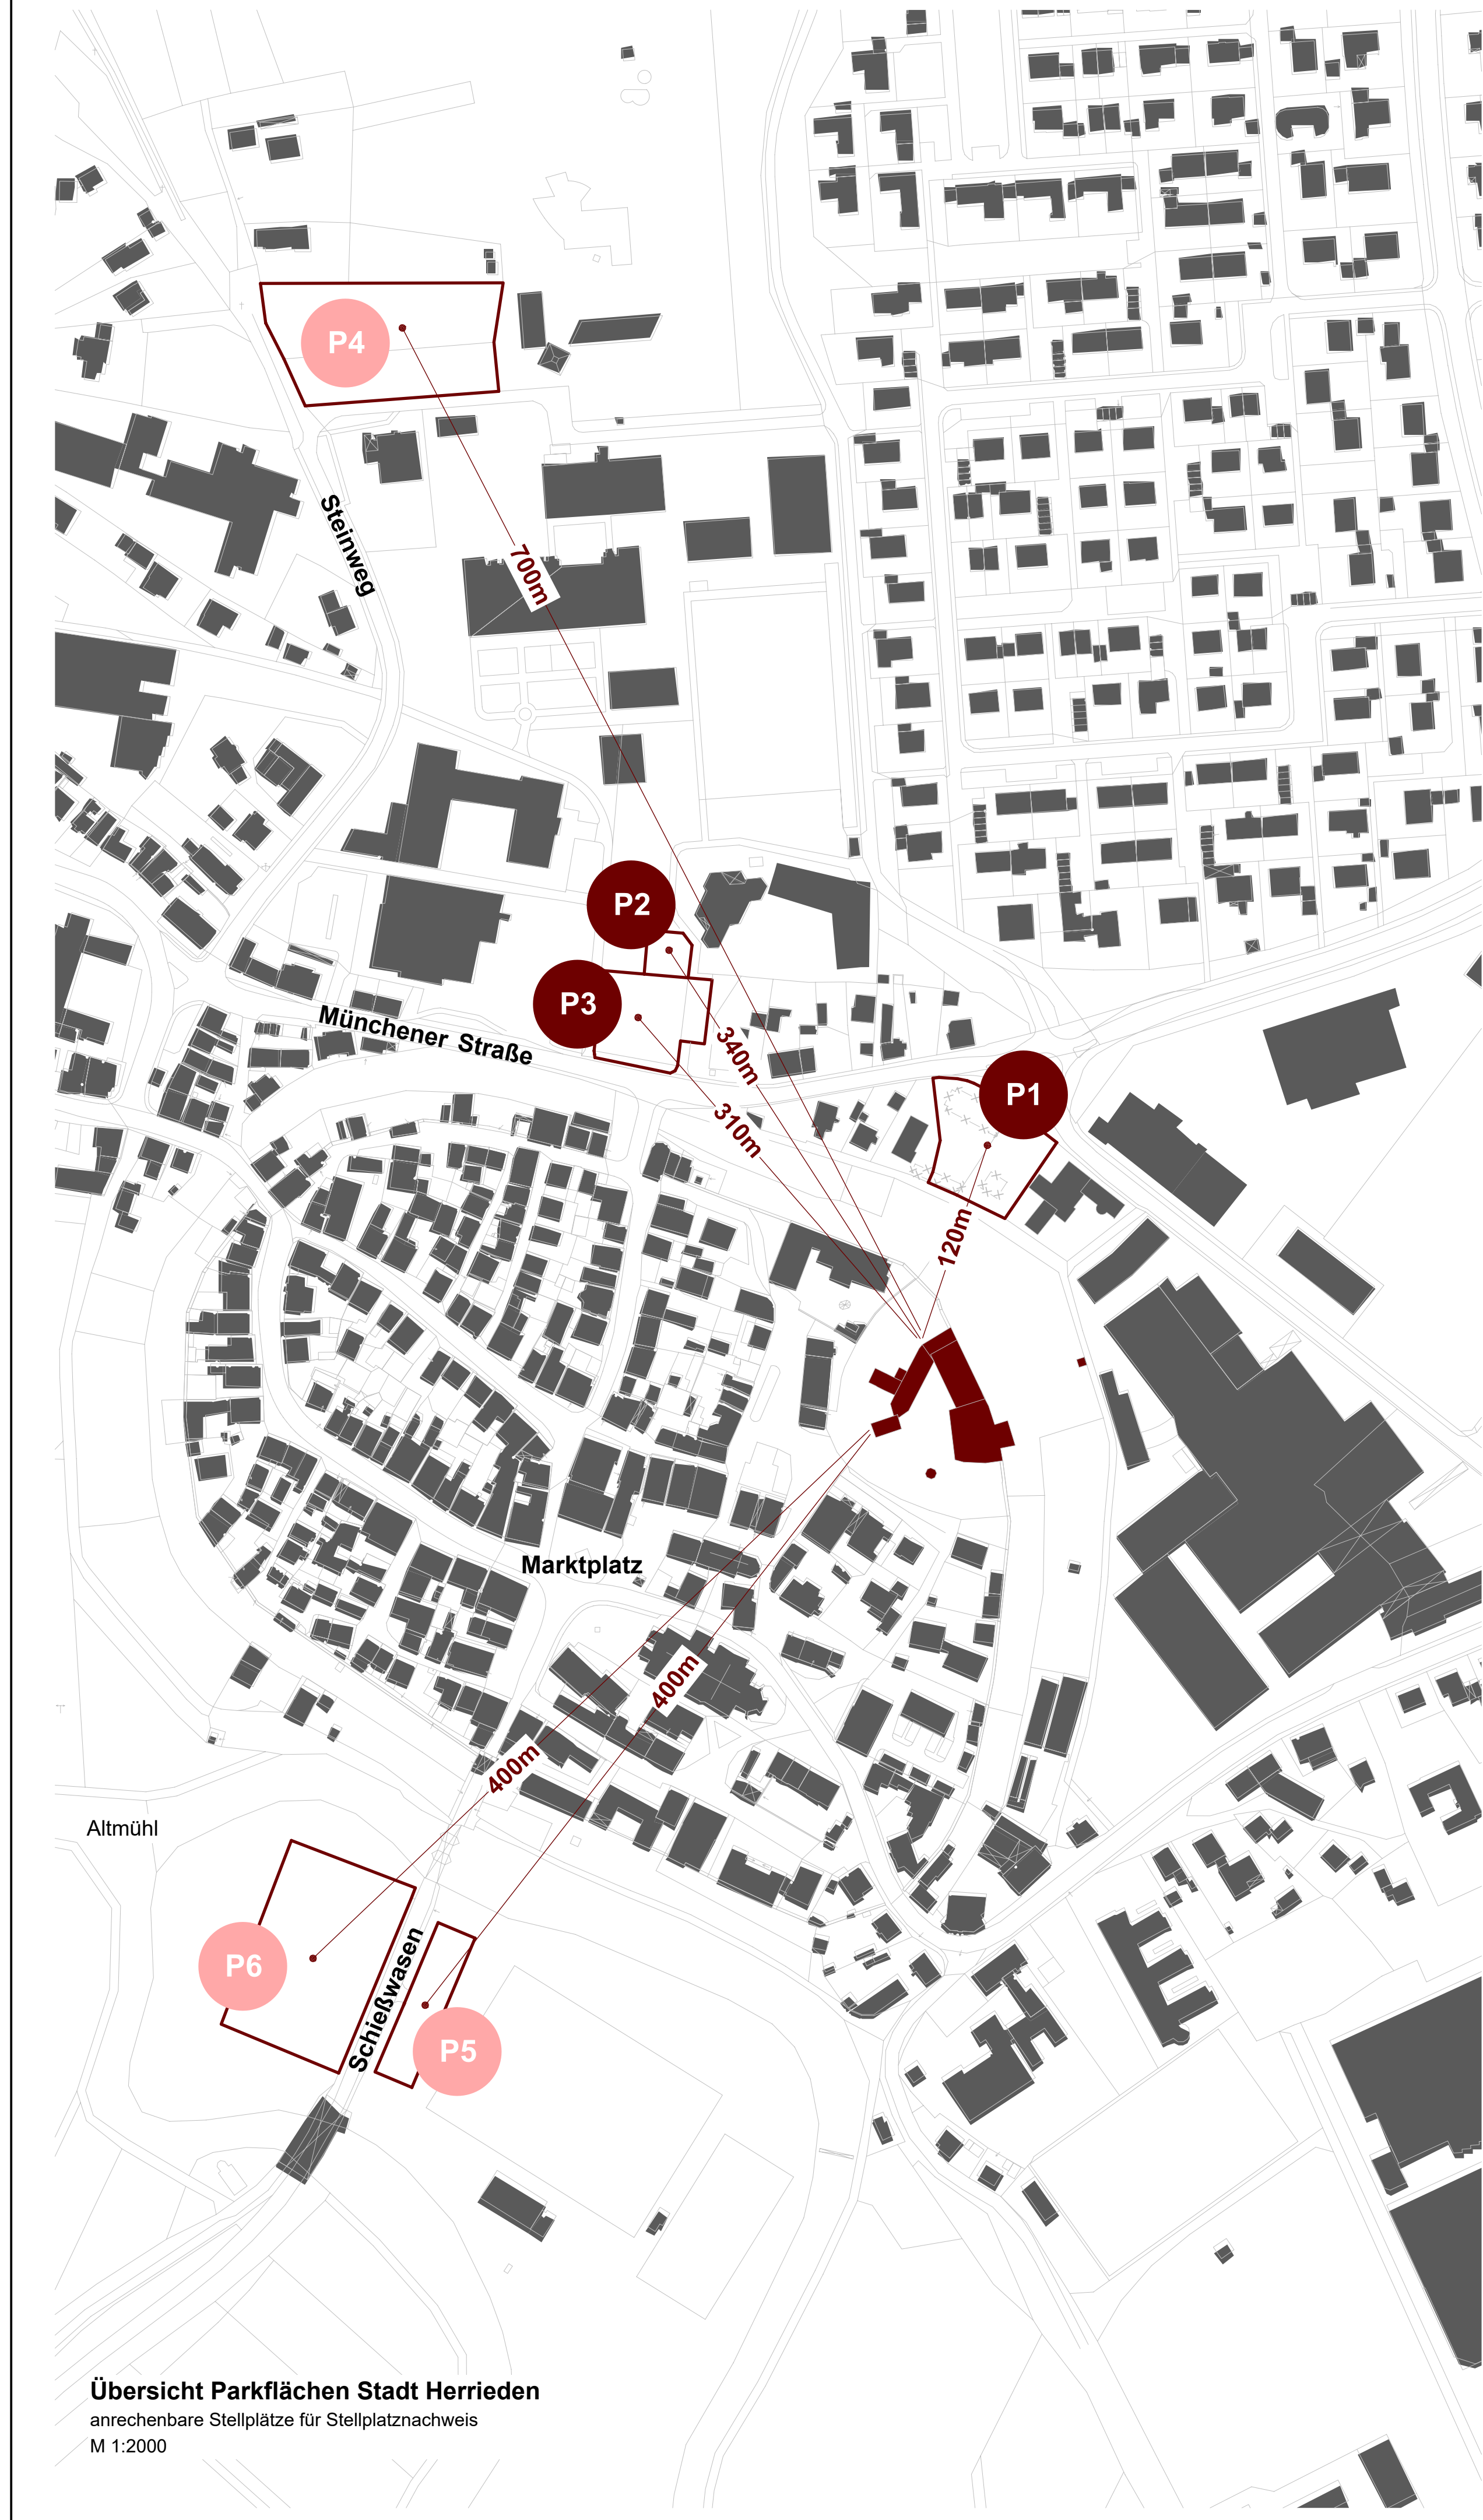 P4
Steinweg
700m
P2
P3
Münchener Straße
340m
P1
310m
120m
Marktplatz
400m
400m
Altmühl
P6
Schießwasen
P5
Übersicht Parkflächen Stadt Herrieden
anrechenbare Stellplätze für Stellplatznachweis
M 1:2000